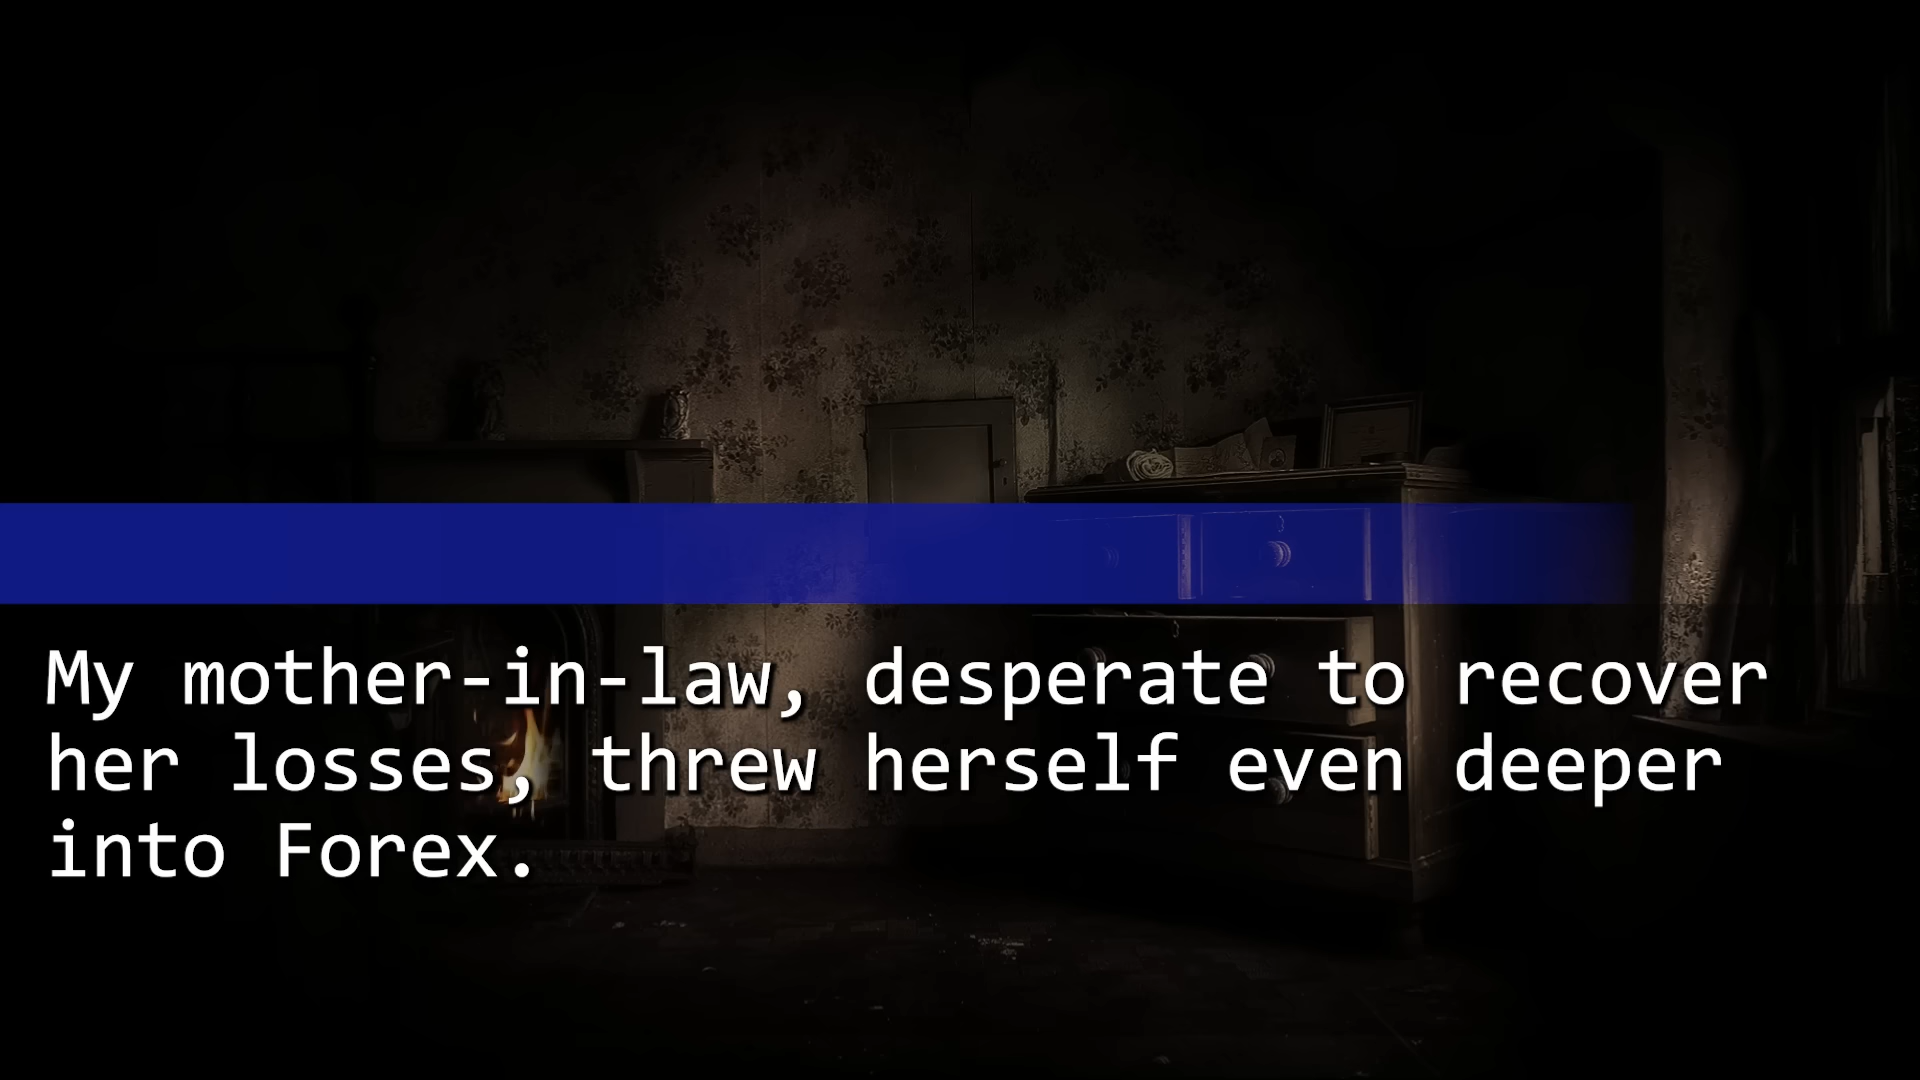 My mother-in-law, desperate to recover
her losses, threw herself even deeper
into Forex.